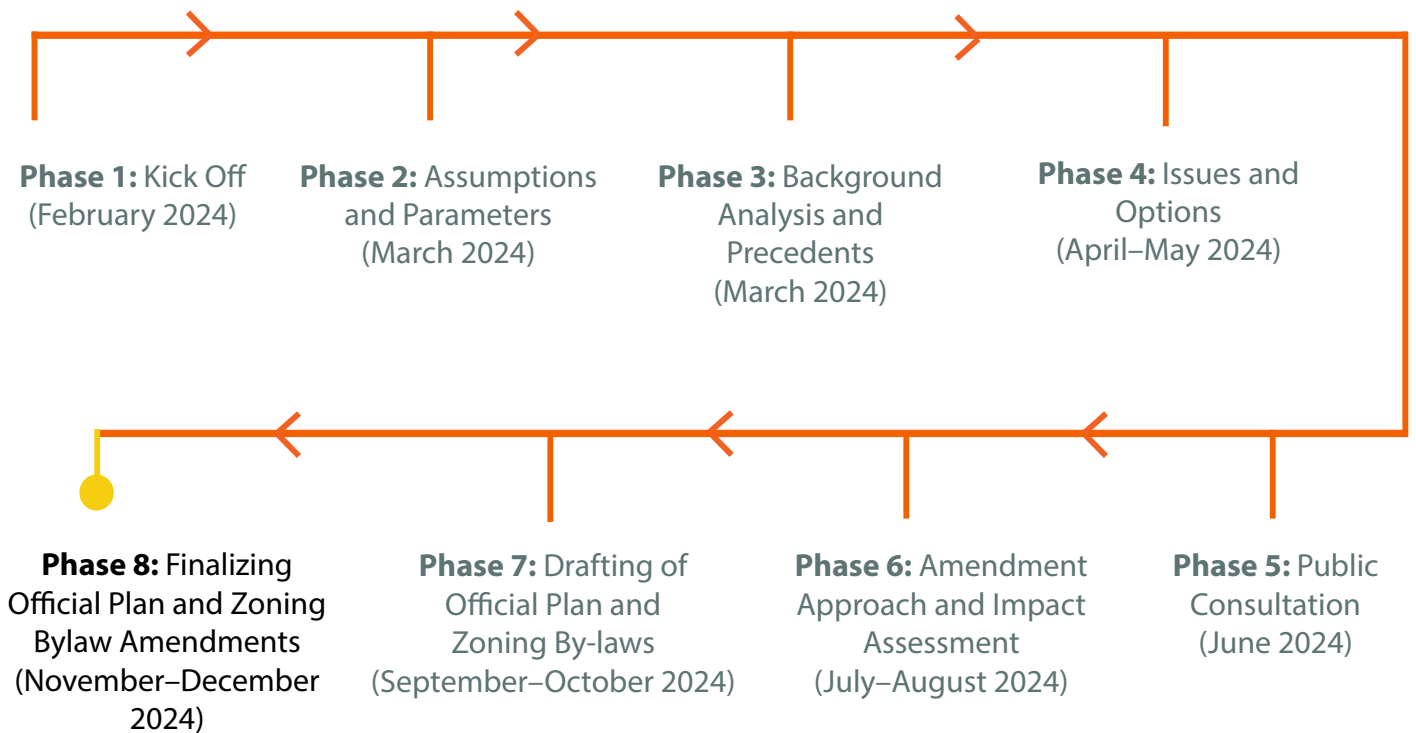 Phase 1: Kick Off
(February 2024)
Phase 2: Assumptions
and Parameters
(March 2024)
Phase 3: Background
Analysis and
Precedents
(March 2024)
Phase 4: Issues and
Options
(April–May 2024)
Phase 8: Finalizing
Official Plan and Zoning
Bylaw Amendments
(November–December
2024)
Phase 7: Drafting of
Official Plan and
Zoning By-laws
(September–October 2024)
Phase 6: Amendment
Approach and Impact
Assessment
(July–August 2024)
Phase 5: Public
Consultation
(June 2024)